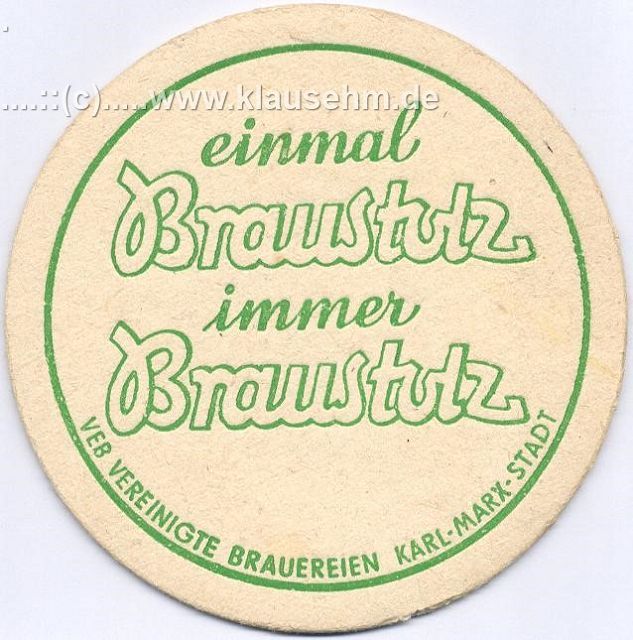 .
....::(c).....www.klausehm.de
einmal
Braustolz
immer
Braustolz
VEB VEREINIGTE BRAUEREIEN KARL-MARX-STADT